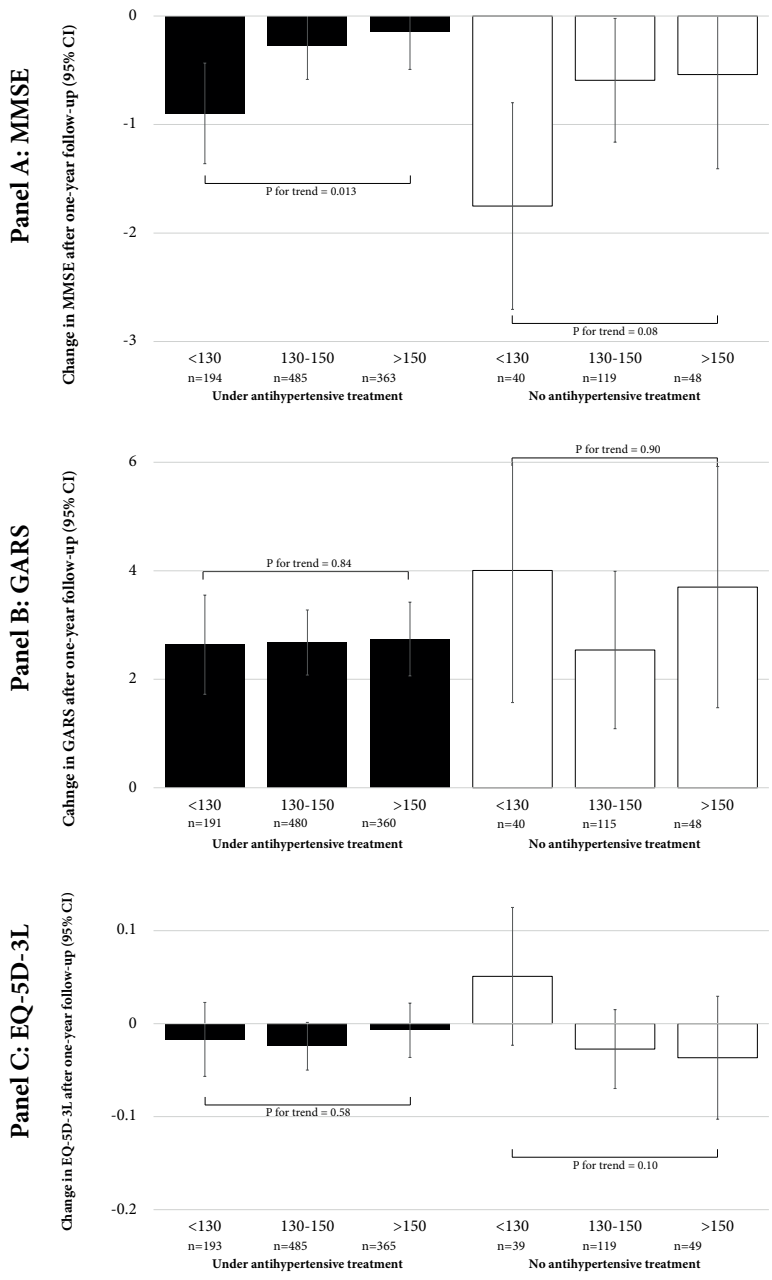 Panel A: MMSE
Change in MMSE after one-year follow-up (95% CI)
0
-1
-2
-3
P for trend = 0.013
P for trend = 0.08
<130 130-150 >150 <130 130-150 >150
n=194 n=485 n=363 n=40 n=119 n=48
Under antihypertensive treatment No antihypertensive treatment
Panel B: GARS
Cahnge in GARS after one-year follow-up (95% CI)
6
4
2
0
P for trend = 0.90
P for trend = 0.84
<130 130-150 >150 <130 130-150 >150
n=191 n=480 n=360 n=40 n=115 n=48
Under antihypertensive treatment No antihypertensive treatment
Panel C: EQ-5D-3L
Change in EQ-5D-3L after one-year follow-up (95% CI)
0.1
0
-0.1
-0.2
P for trend = 0.58
P for trend = 0.10
<130 130-150 >150 <130 130-150 >150
n=193 n=485 n=365 n=39 n=119 n=49
Under antihypertensive treatment No antihypertensive treatment